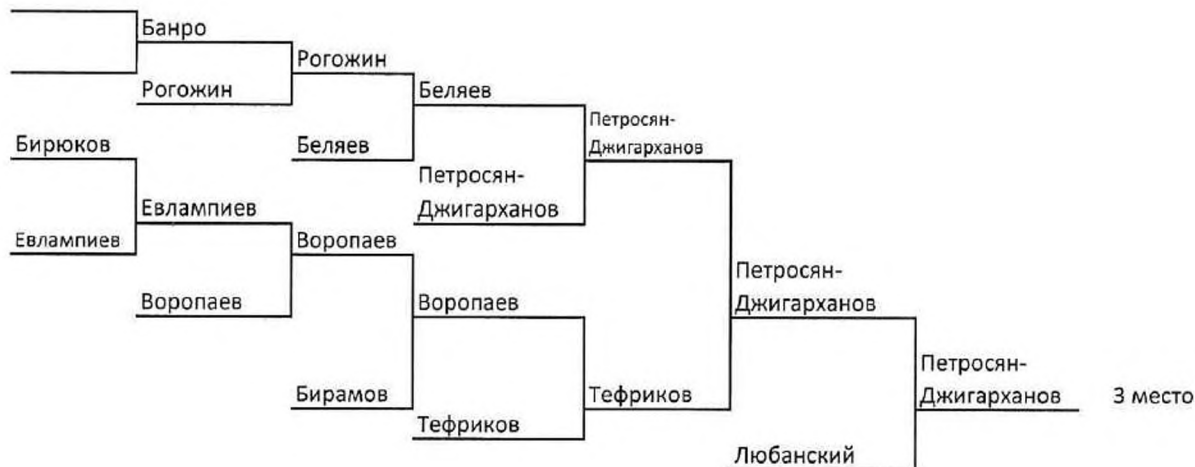 Банро
Рогожин
Рогожин
Беляев
Беляев
Петросян-
Джигарханов
Петросян-
Джигарханов
Бирюков
Евлампиев
Евлампиев
Воропаев
Воропаев
Воропаев
Бирамов
Тефриков
Тефриков
Петросян-
Джигарханов
Любанский
Петросян-
Джигарханов
3 место